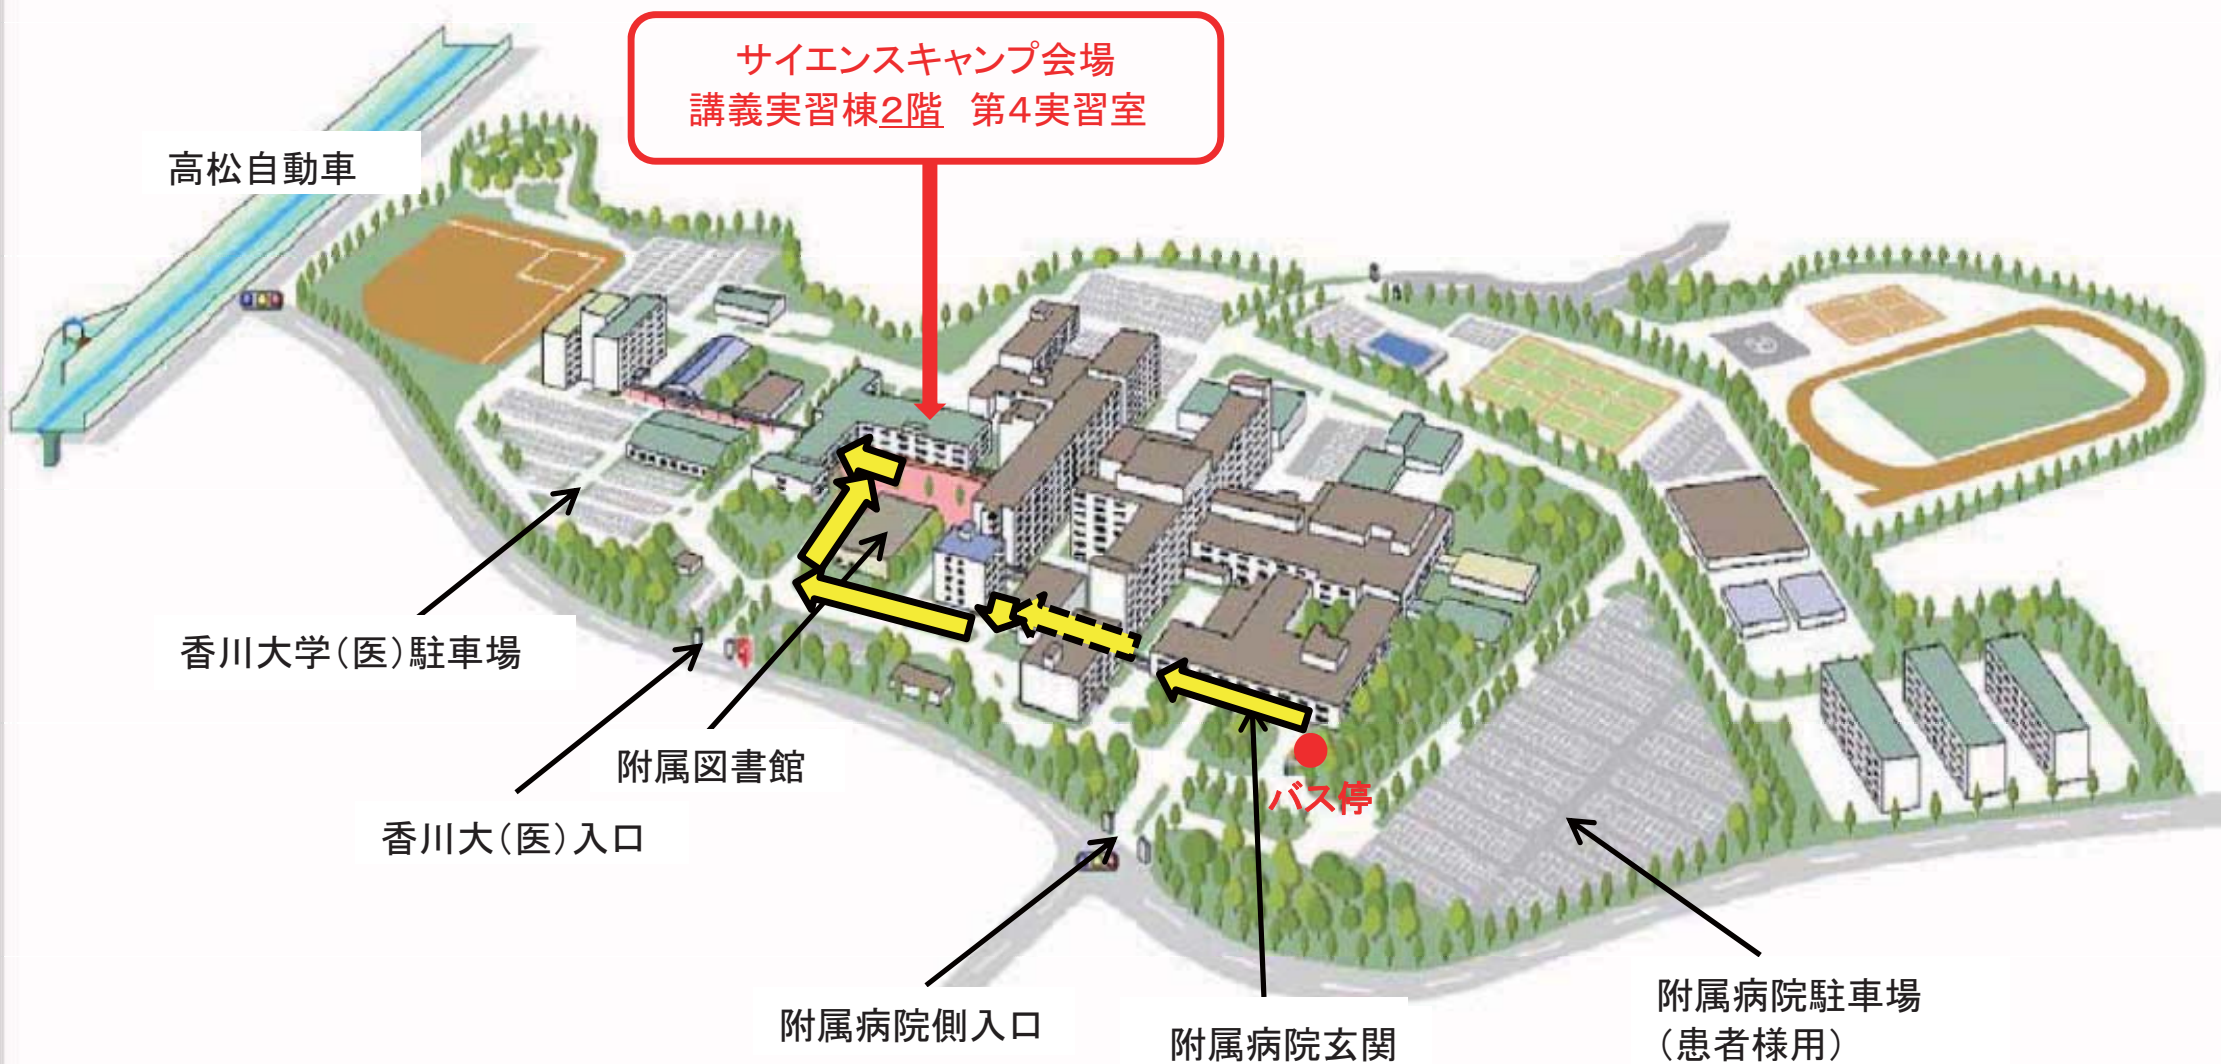 サイエンスキャンプ会場
講義実習棟2階 第4実習室
高松自動車
香川大学(医)駐車場
附属図書館
香川大(医)入口
バス停
附属病院側入口
附属病院玄関
附属病院駐車場
(患者様用)